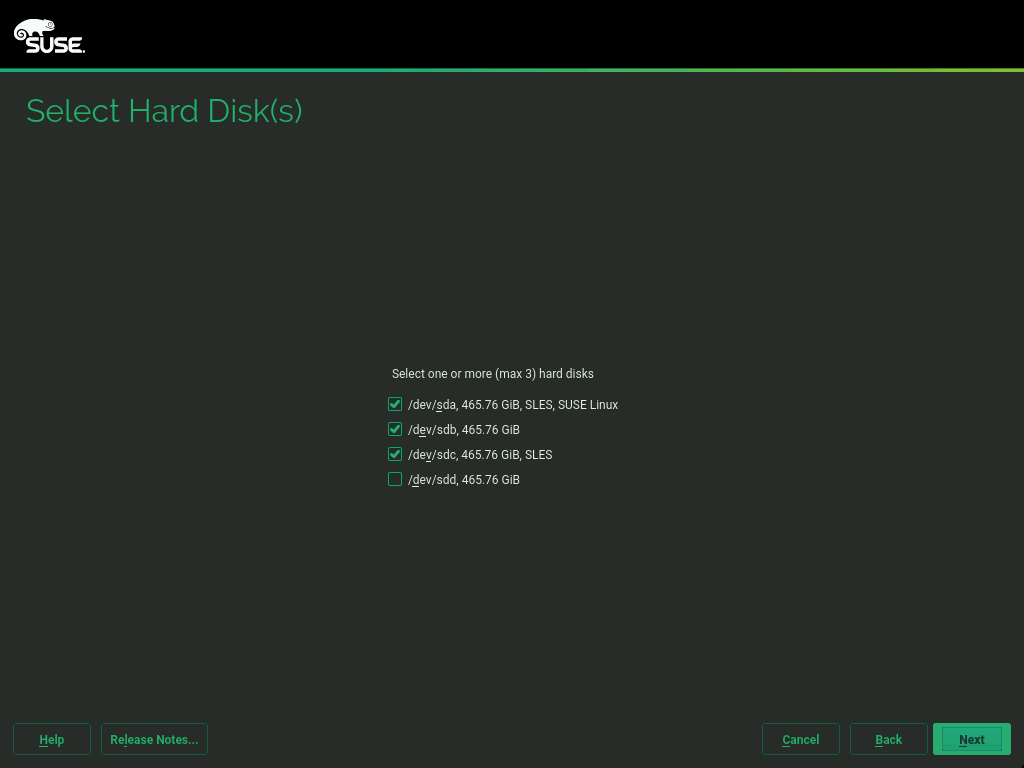 SUSE.
Select Hard Disk(s)
Select one or more (max 3) hard disks
/dev/sda, 465.76 GiB, SLES, SUSE Linux
/dev/sdb, 465.76 GiB
/dev/sdc, 465.76 GiB, SLES
/dev/sdd, 465.76 GiB
Help Release Notes... Cancel Back Next